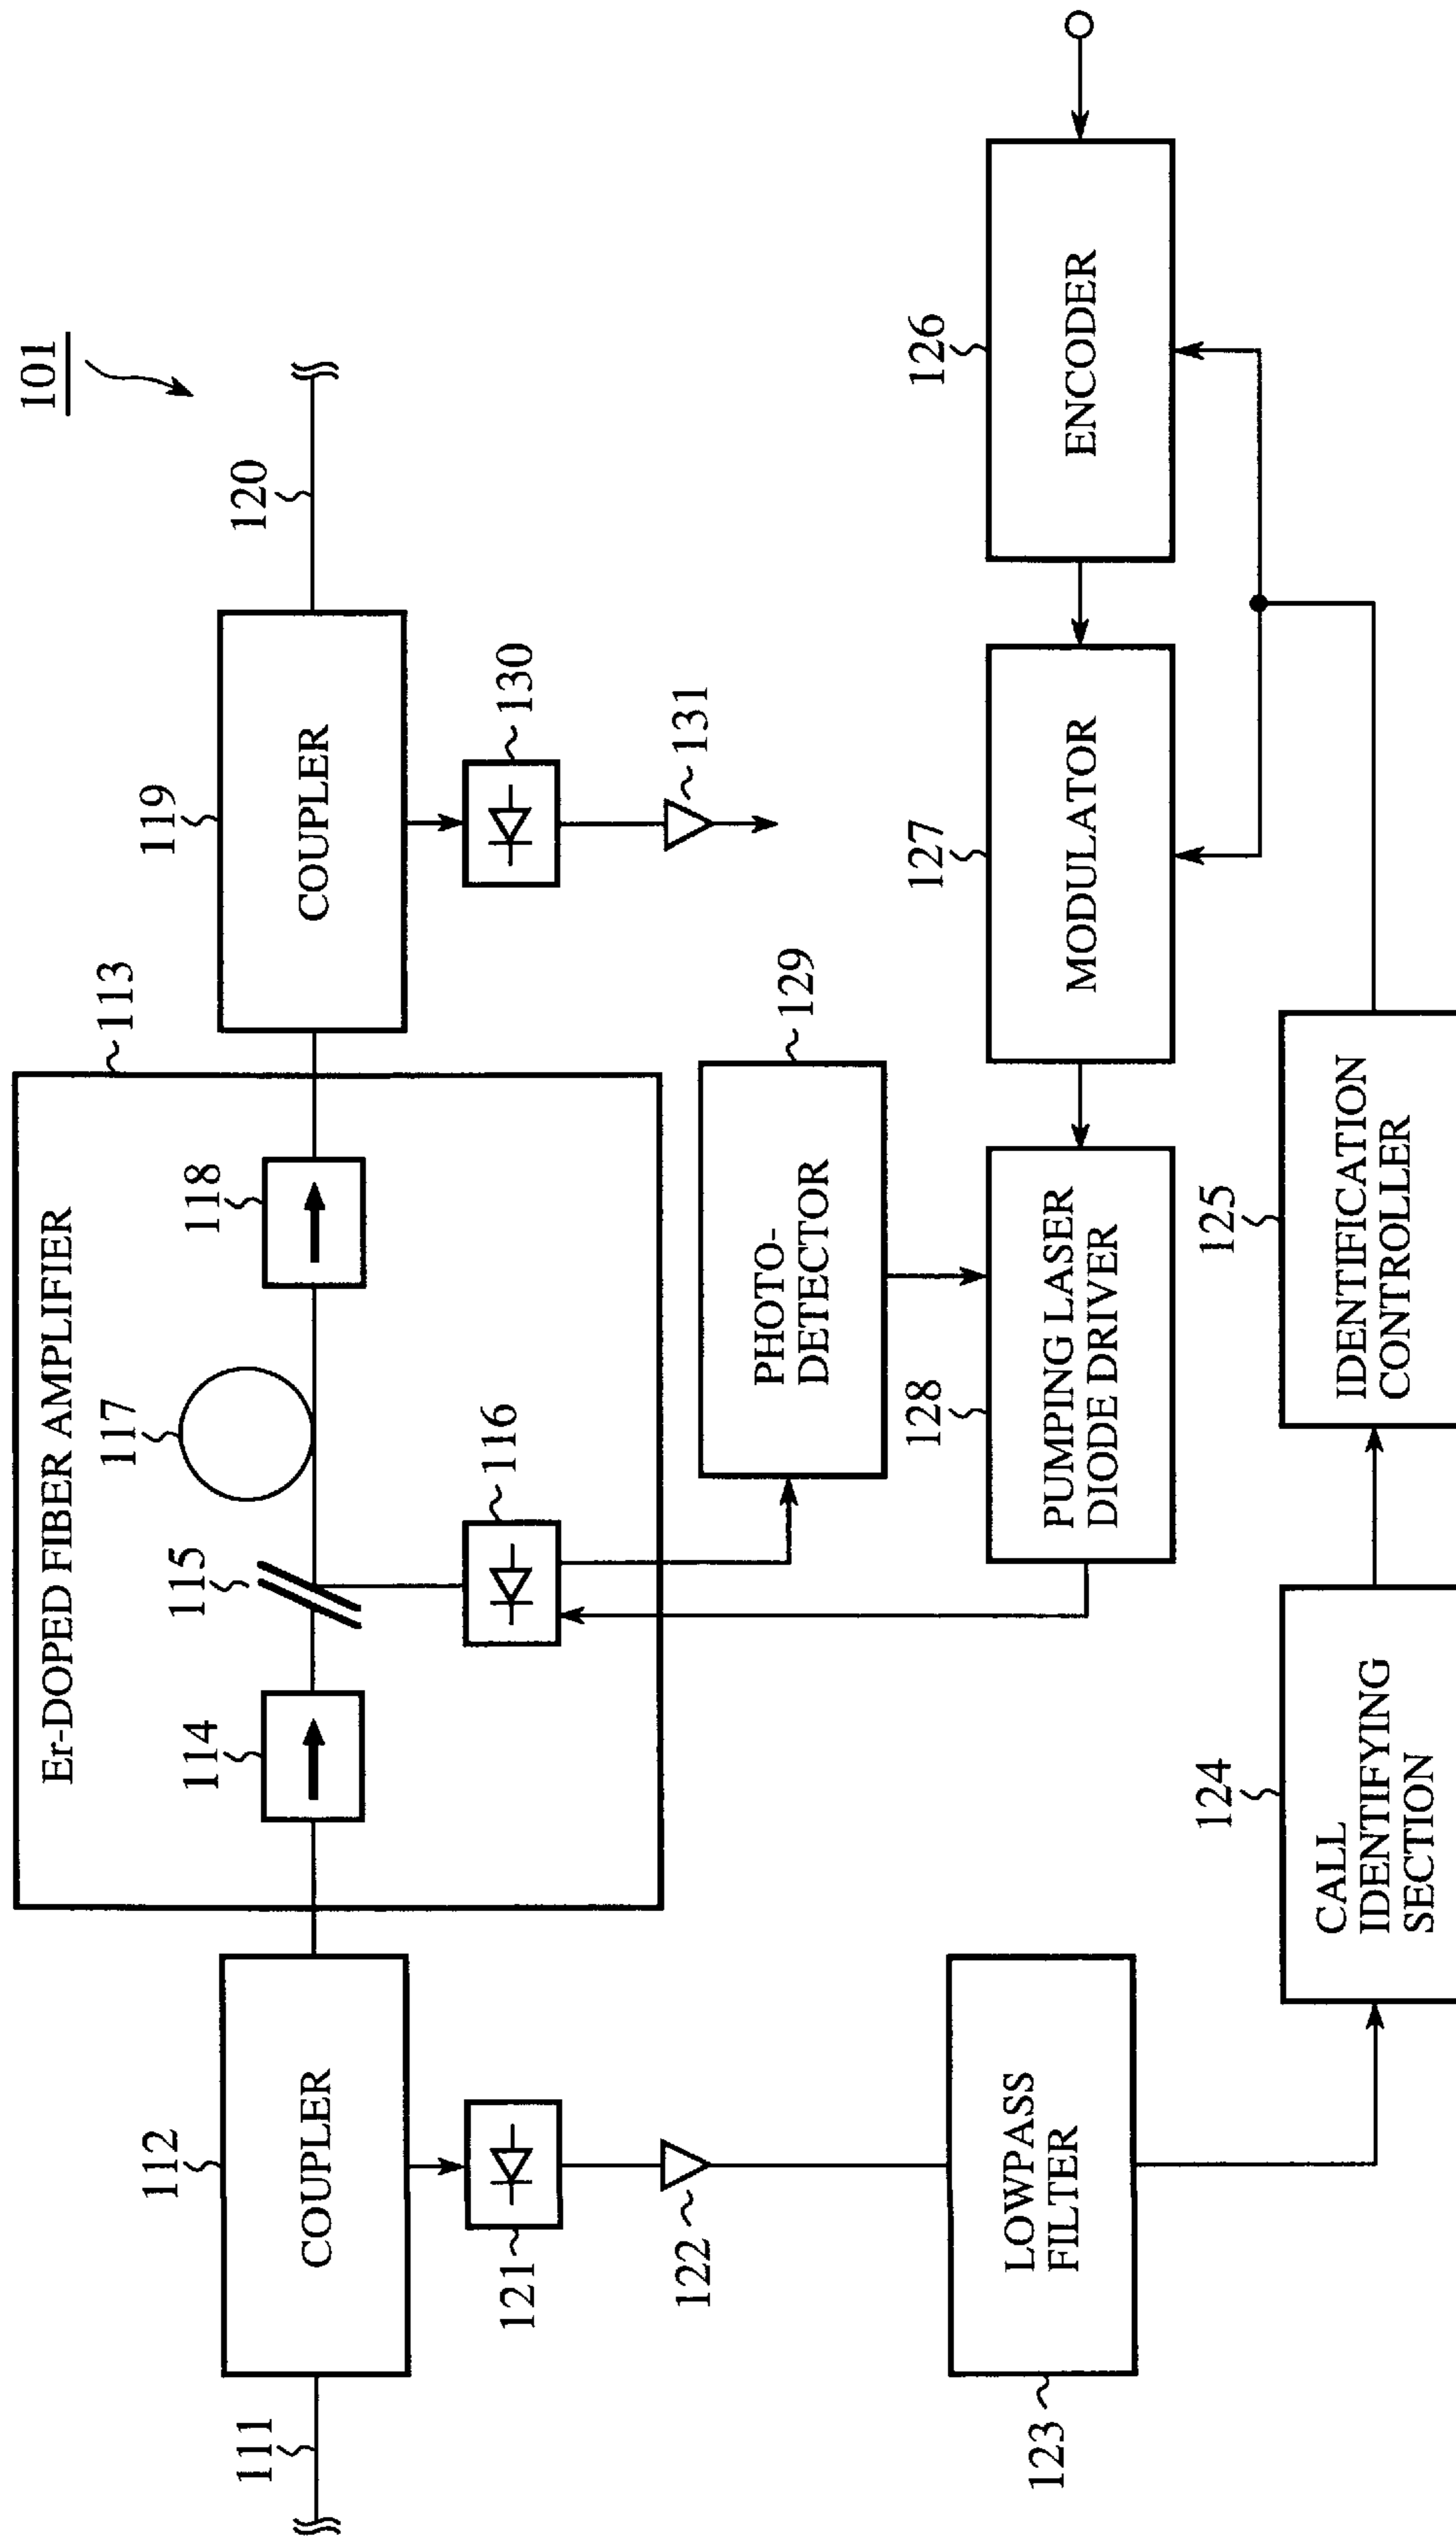 101
Er-DOPED FIBER AMPLIFIER
113
111
112
COUPLER
114
115
117
118
119
COUPLER
120
116
121
130
122
131
PHOTO-
DETECTOR
129
123
LOWPASS
FILTER
128
PUMPING LASER
DIODE DRIVER
127
MODULATOR
126
ENCODER
124
CALL
IDENTIFYING
SECTION
125
IDENTIFICATION
CONTROLLER